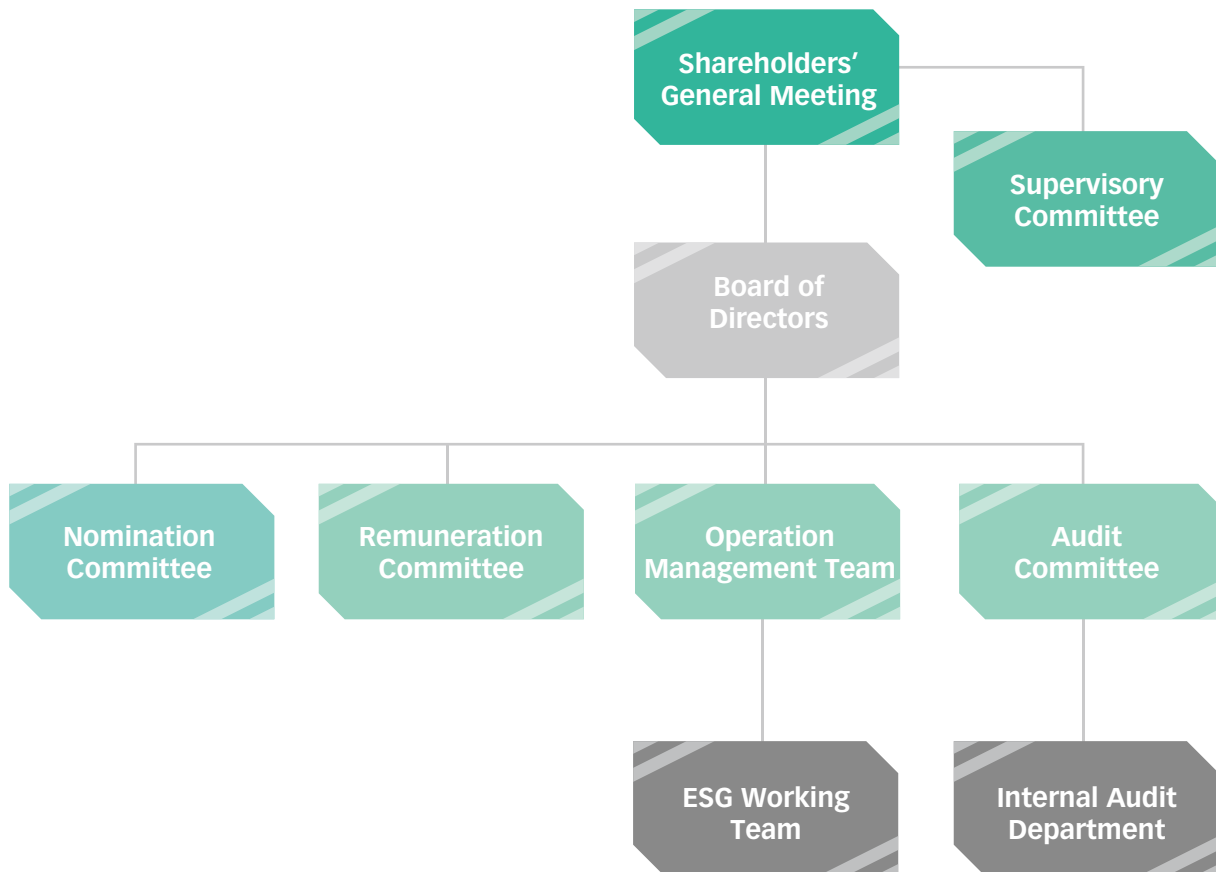 Shareholders’
General Meeting
Supervisory
Committee
Board of
Directors
Nomination
Committee
Remuneration
Committee
Operation
Management Team
Audit
Committee
ESG Working
Team
Internal Audit
Department